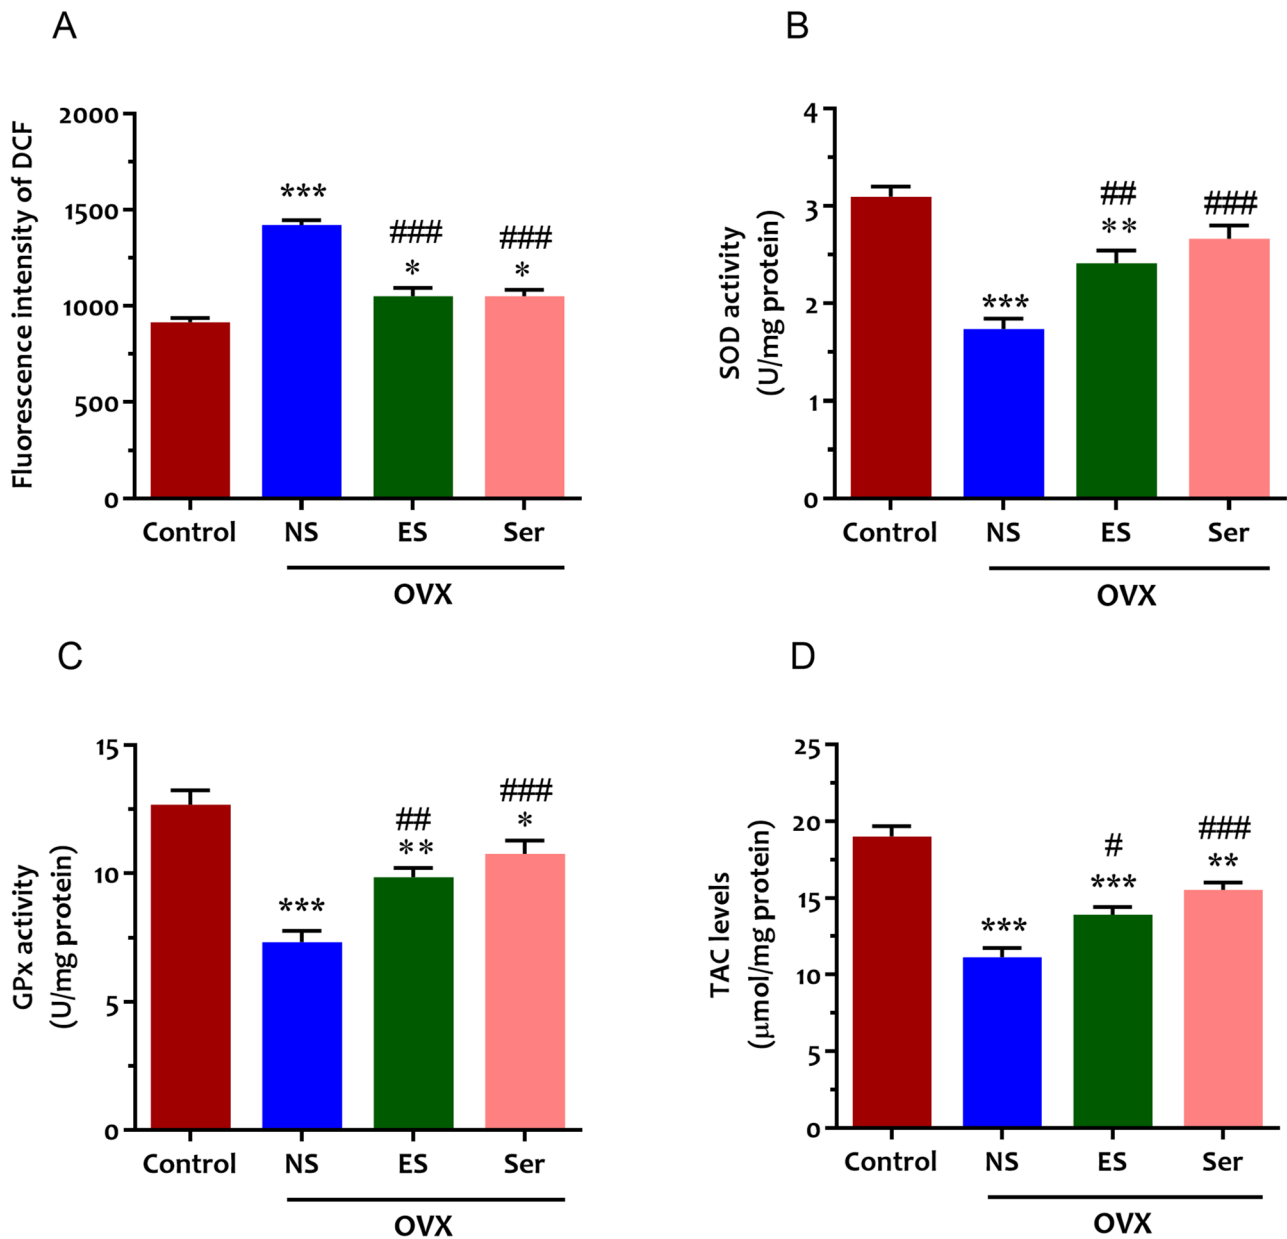 A
Fluorescence intensity of DCF
2000
1500
1000
500
0
***
###
*
###
*
Control NS ES Ser
OVX
B
SOD activity
(U/mg protein)
4
3
2
1
0
***
##
**
###
Control NS ES Ser
OVX
C
GPx activity
(U/mg protein)
15
10
5
0
***
##
**
###
*
Control NS ES Ser
OVX
D
TAC levels
(μmol/mg protein)
25
20
15
10
5
0
***
#
***
###
**
Control NS ES Ser
OVX